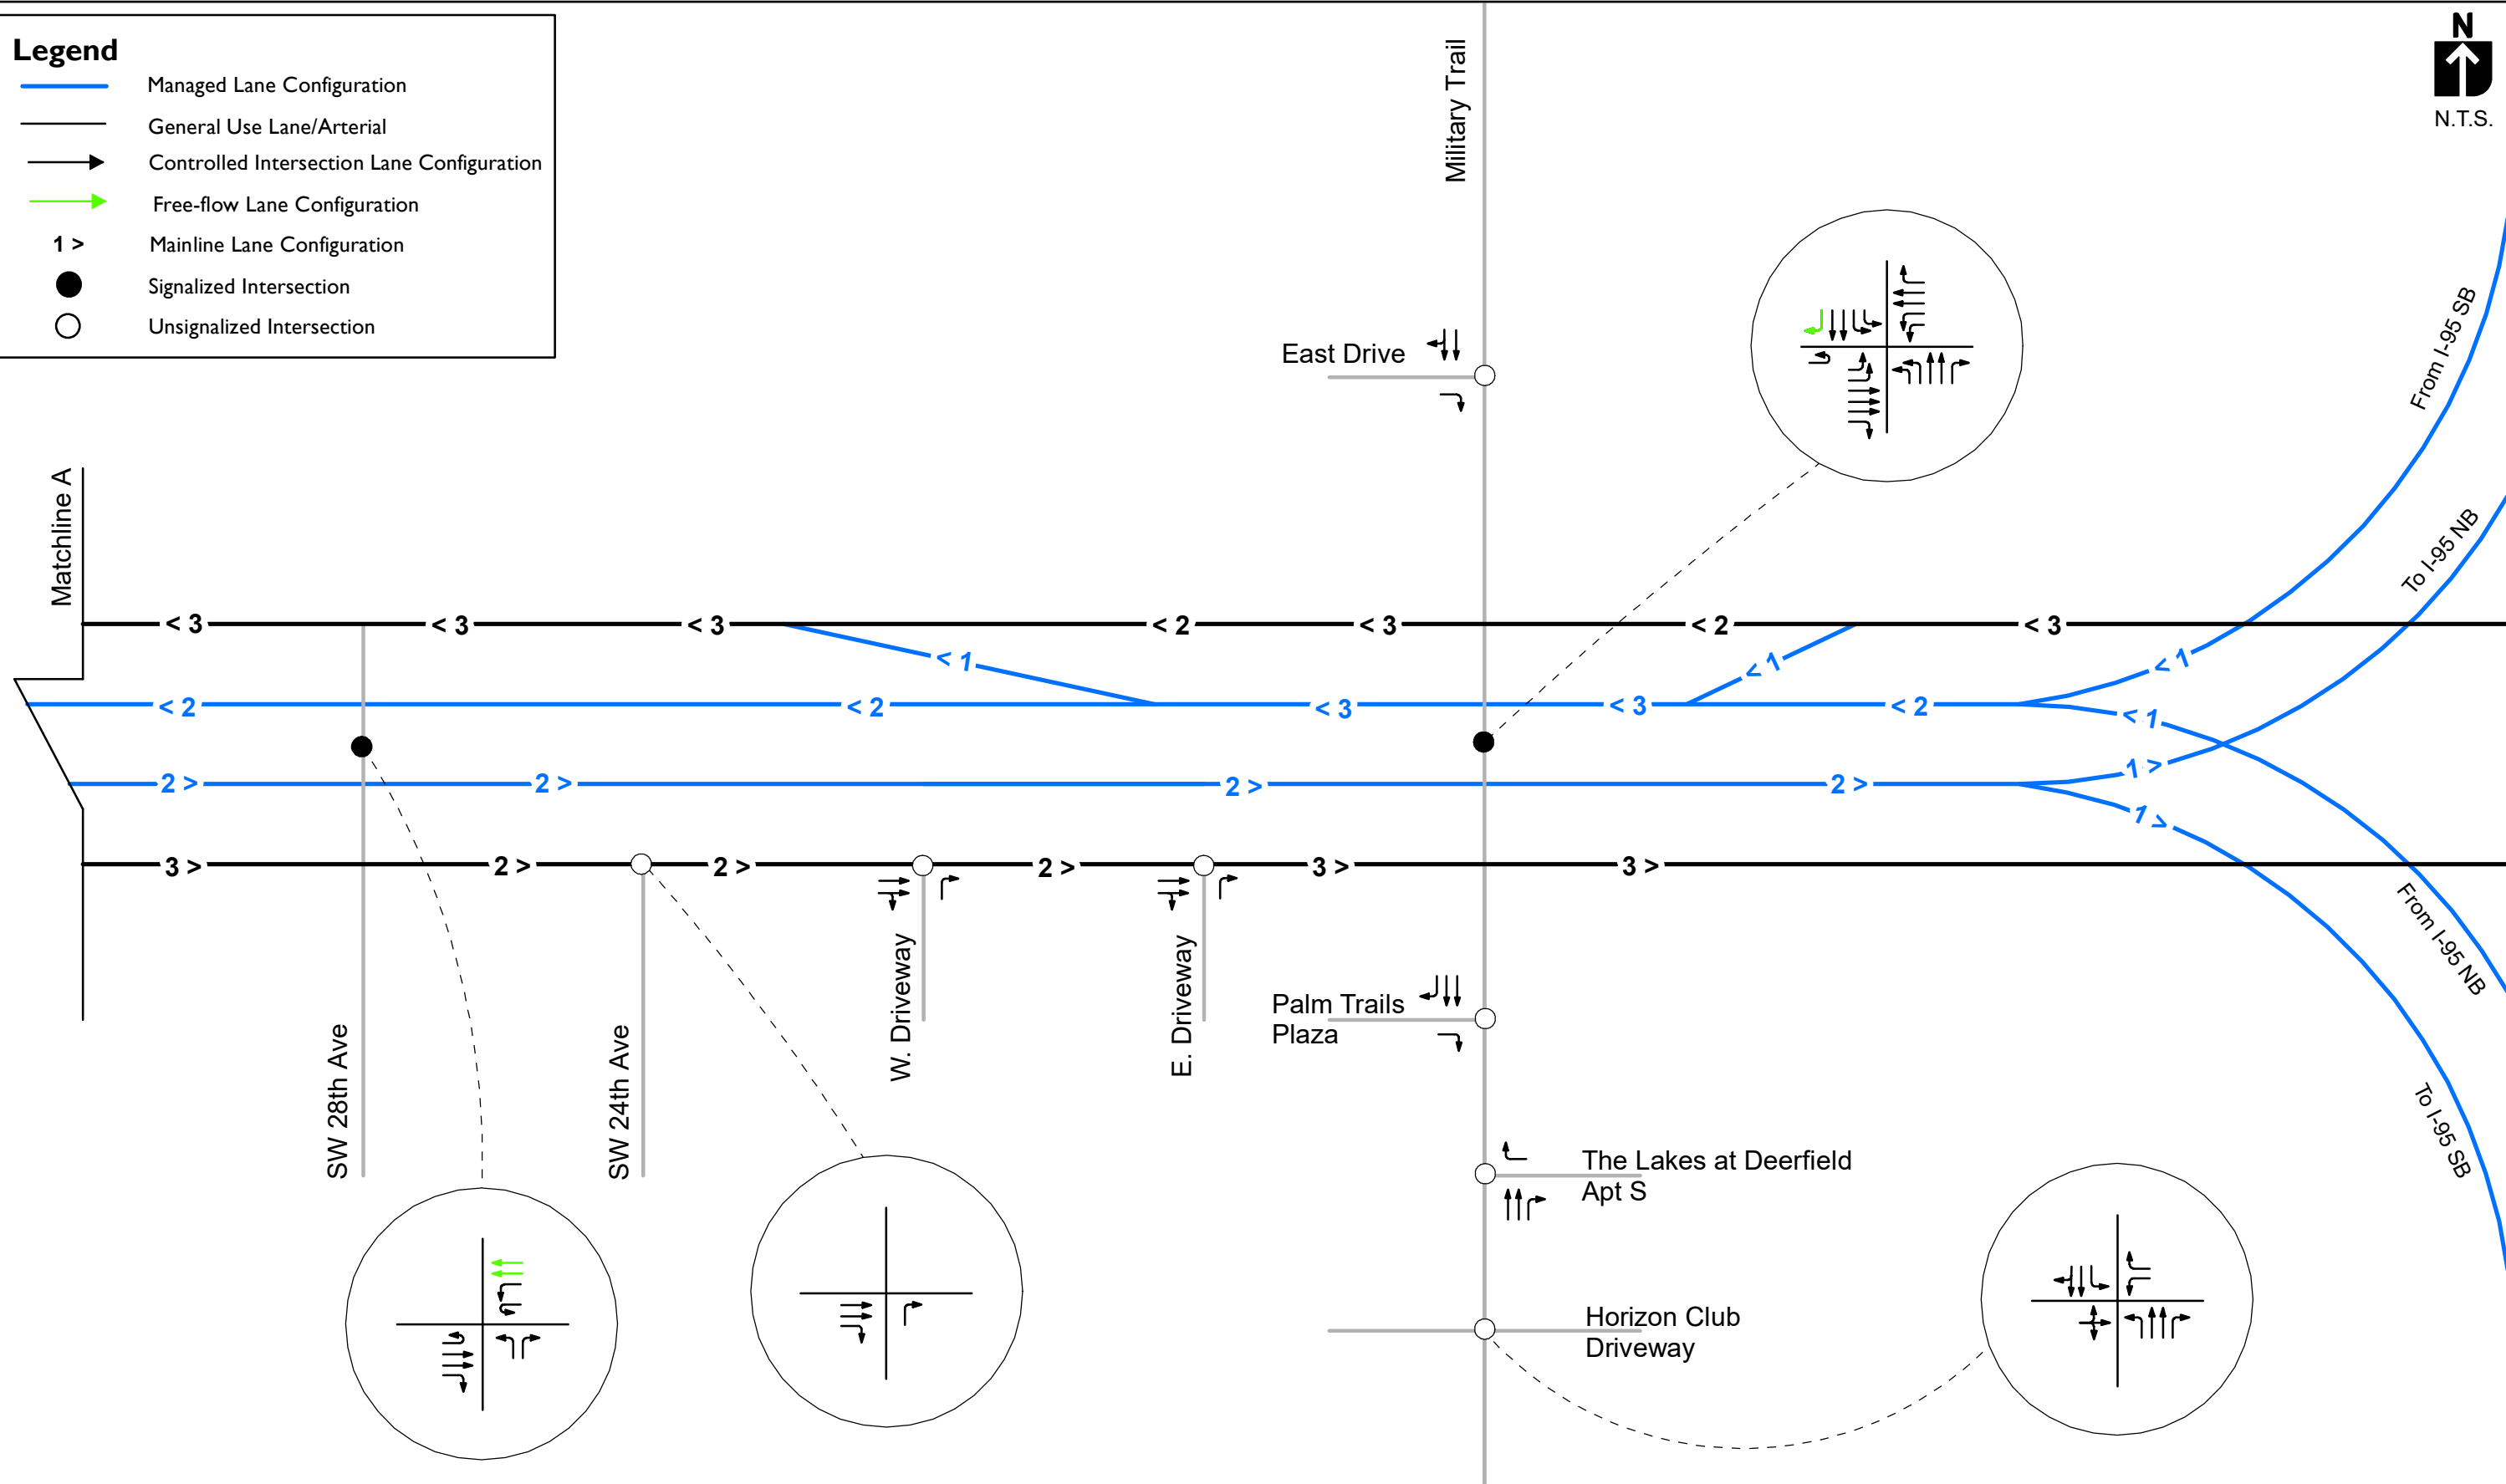 Legend
Managed Lane Configuration
General Use Lane/Arterial
Controlled Intersection Lane Configuration
Free-flow Lane Configuration
1 > Mainline Lane Configuration
Signalized Intersection
Unsignalized Intersection
N
N.T.S.
Military Trail
East Drive
From I-95 SB
To I-95 NB
Matchline A
< 3 < 3 < 3 < 2 < 3 < 2 < 3
< 1 < 1 < 1
< 2 < 2 < 3 < 3 < 2 < 1
2 > 2 > 2 > 2 > 1 >
1 >
3 > 2 > 2 > 2 > 3 > 3 >
From I-95 NB
To I-95 SB
SW 28th Ave
SW 24th Ave
W. Driveway
E. Driveway
Palm Trails
Plaza
The Lakes at Deerfield
Apt S
Horizon Club
Driveway